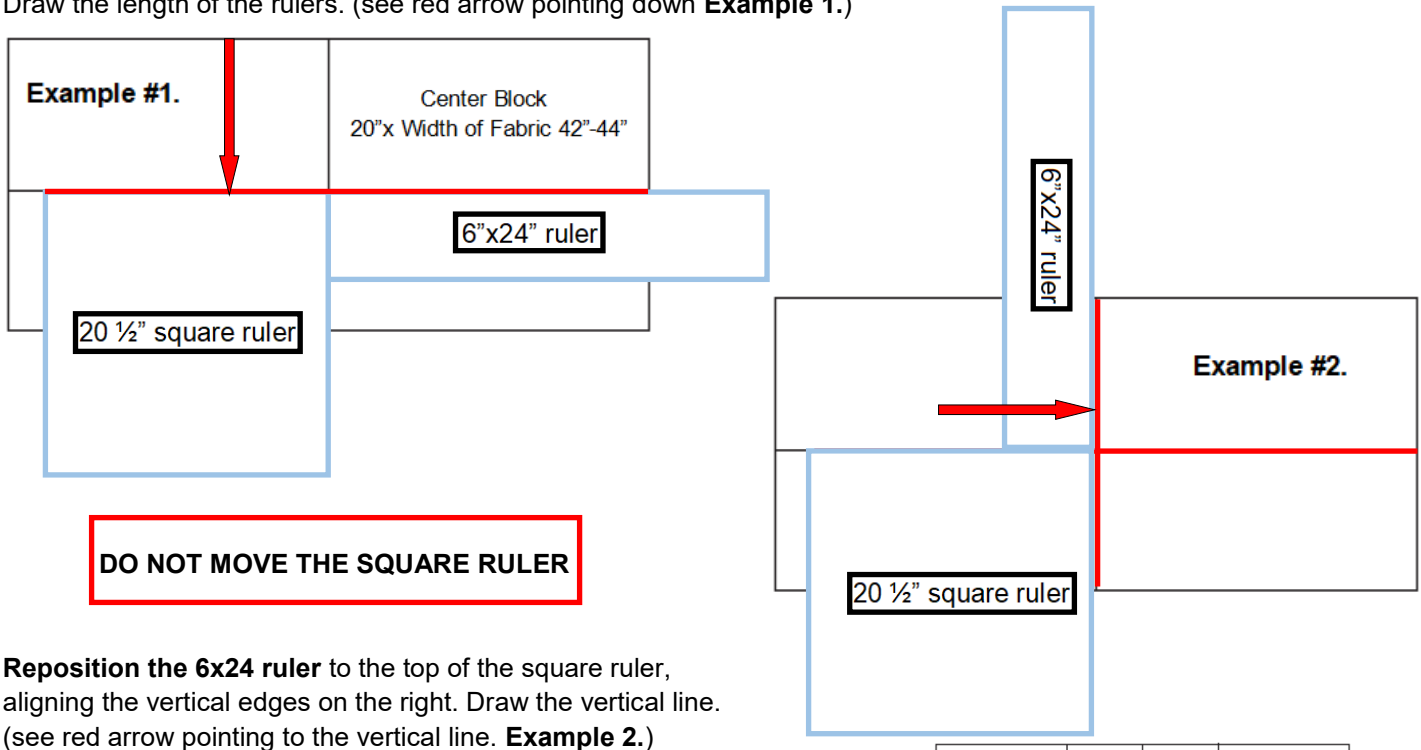 Draw the length of the rulers. (see red arrow pointing down Example 1.)
Example #1.
Center Block
20”x Width of Fabric 42”-44”
6”x24” ruler
20 ½” square ruler
6”x24” ruler
Example #2.
20 ½” square ruler
DO NOT MOVE THE SQUARE RULER
Reposition the 6x24 ruler to the top of the square ruler,
aligning the vertical edges on the right. Draw the vertical line.
(see red arrow pointing to the vertical line. Example 2.)